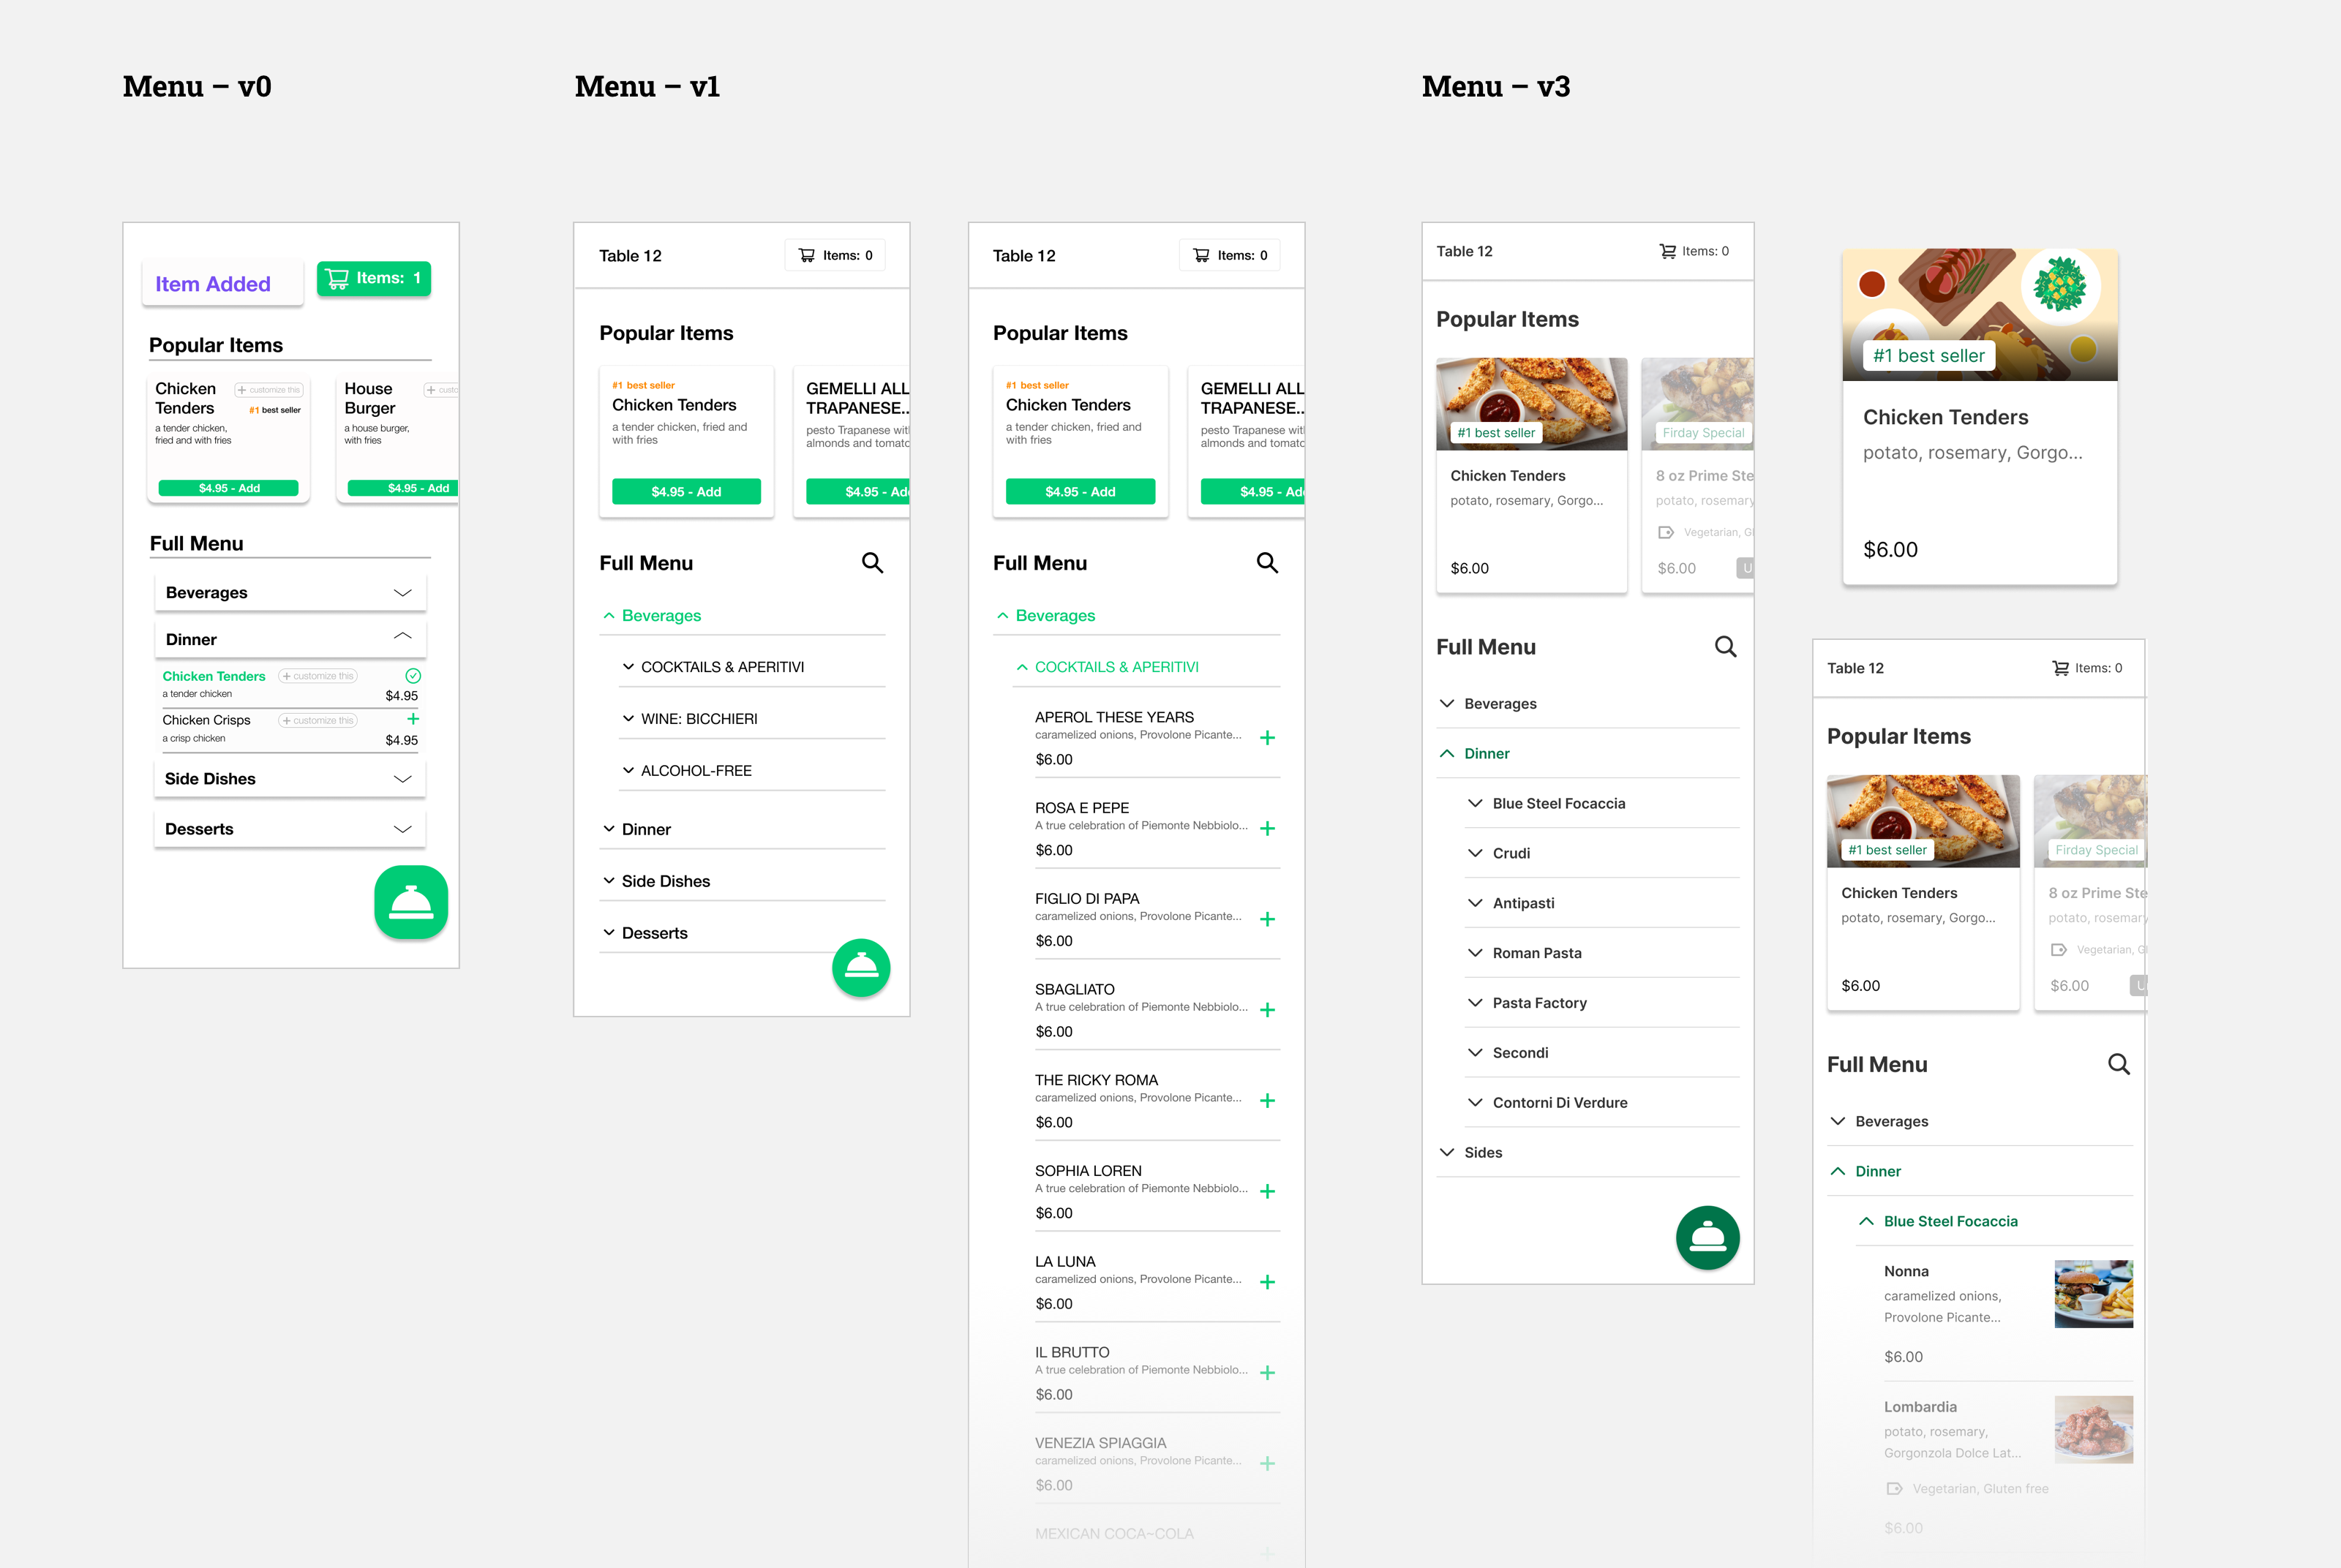 Menu – v0
Menu – v1
Menu – v3
Item Added
Items: 1
Popular Items
Chicken
Tenders
+ customize this
#1 best seller
a tender chicken,
fried and with fries
$4.95 - Add
House
Burger
+ custo
a house burger,
with fries
$4.95 - Add
Full Menu
Beverages
Dinner
Chicken Tenders
+ customize this
a tender chicken
$4.95
Chicken Crisps
+ customize this
+
a crisp chicken
$4.95
Side Dishes
Desserts
Table 12
Items: 0
Popular Items
#1 best seller
Chicken Tenders
a tender chicken, fried and
with fries
$4.95 - Add
GEMELLI ALL
TRAPANESE..
pesto Trapanese wit
almonds and tomato
$4.95 - Ad
Full Menu
Beverages
COCKTAILS & APERITIVI
WINE: BICCHIERI
ALCOHOL-FREE
Dinner
Side Dishes
Desserts
Table 12
Items: 0
Popular Items
#1 best seller
Chicken Tenders
a tender chicken, fried and
with fries
$4.95 - Add
GEMELLI ALL
TRAPANESE..
pesto Trapanese wit
almonds and tomato
$4.95 - Ad
Full Menu
Beverages
COCKTAILS & APERITIVI
APEROL THESE YEARS
caramelized onions, Provolone Picante...
$6.00
ROSA E PEPE
A true celebration of Piemonte Nebbiolo...
$6.00
FIGLIO DI PAPA
caramelized onions, Provolone Picante...
$6.00
SBAGLIATO
A true celebration of Piemonte Nebbiolo...
$6.00
THE RICKY ROMA
caramelized onions, Provolone Picante...
$6.00
SOPHIA LOREN
A true celebration of Piemonte Nebbiolo...
$6.00
LA LUNA
caramelized onions, Provolone Picante...
$6.00
IL BRUTTO
A true celebration of Piemonte Nebbiolo...
$6.00
VENEZIA SPIAGGIA
caramelized onions, Provolone Picante...
$6.00
MEXICAN COCA~COLA
Table 12
Items: 0
Popular Items
#1 best seller
Chicken Tenders
potato, rosemary, Gorgo...
$6.00
Firday Special
8 oz Prime Ste
potato, rosemary
Vegetarian, Gl
$6.00
U
Full Menu
Beverages
Dinner
Blue Steel Focaccia
Crudi
Antipasti
Roman Pasta
Pasta Factory
Secondi
Contorni Di Verdure
Sides
#1 best seller
Chicken Tenders
potato, rosemary, Gorgo...
$6.00
Table 12
Items: 0
Popular Items
#1 best seller
Chicken Tenders
potato, rosemary, Gorgo...
$6.00
Firday Special
8 oz Prime Ste
potato, rosemary
Vegetarian, G
$6.00
U
Full Menu
Beverages
Dinner
Blue Steel Focaccia
Nonna
caramelized onions,
Provolone Picante...
$6.00
Lombardia
potato, rosemary,
Gorgonzola Dolce Lat...
Vegetarian, Gluten free
$6.00